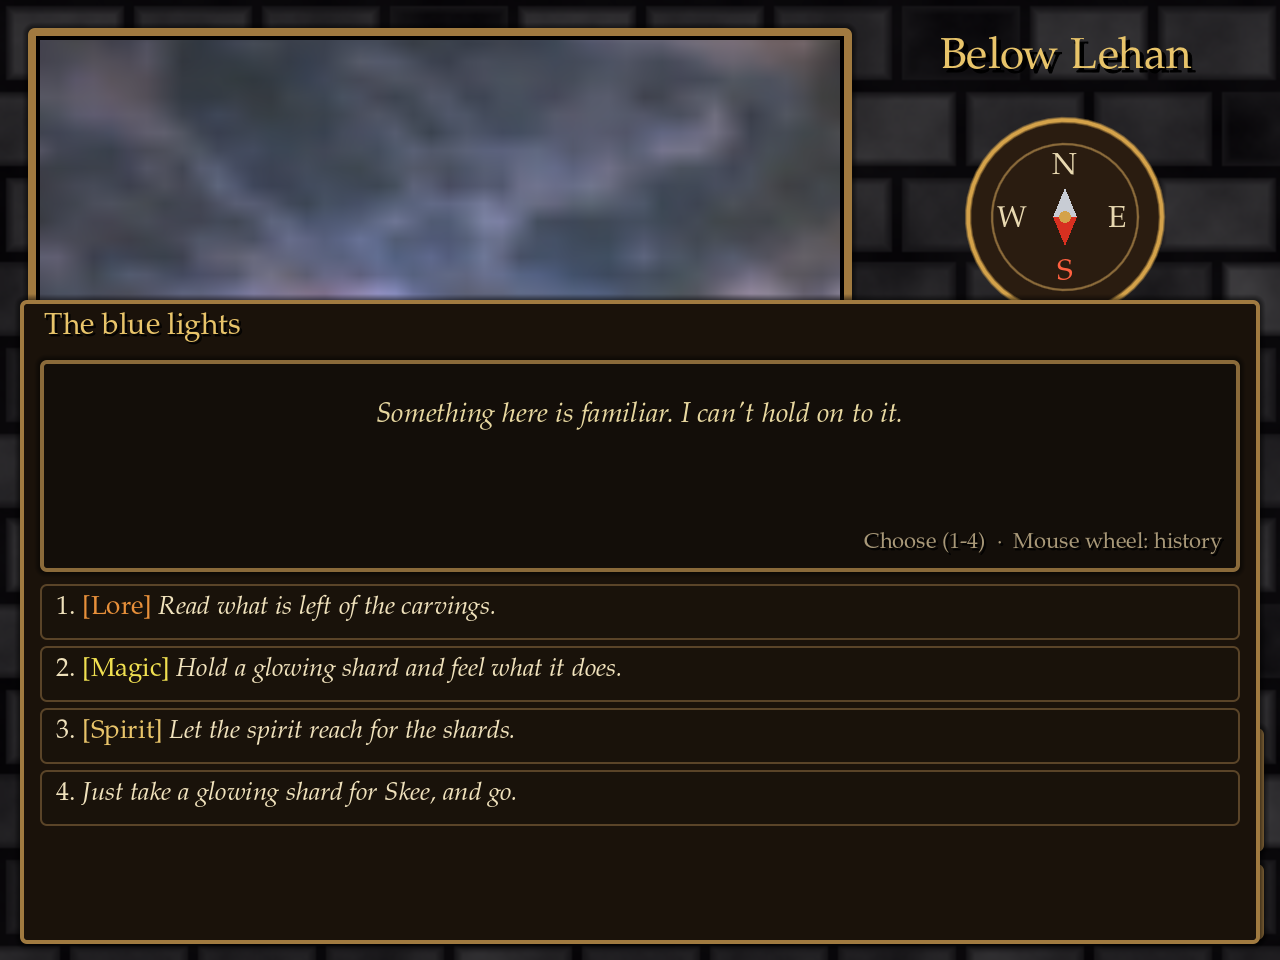 Below Lehan
N
W E
S
The blue lights
Something here is familiar. I can't hold on to it.
Choose (1-4) · Mouse wheel: history
1. [Lore] Read what is left of the carvings.
2. [Magic] Hold a glowing shard and feel what it does.
3. [Spirit] Let the spirit reach for the shards.
4. Just take a glowing shard for Skee, and go.